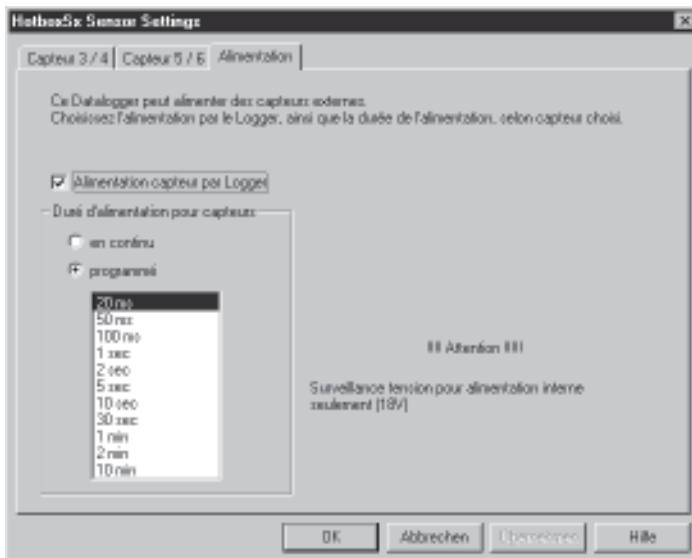 HotboxSx Sensor Settings
Capteur 3 / 4 Capteur 5 / 6 Alimentation
Ce Datalogger peut alimenter des capteurs externes.
Choisissez l'alimentation par le Logger, ainsi que la durée de l'alimentation, selon capteur choisi.
Alimentation capteur par Logger
Duré d'alimentation pour capteurs
en continu
programmé
20 ms
50 ms
100 ms
1 sec
2 sec
5 sec
10 sec
30 sec
1 min
2 min
10 min
!!! Attention !!!!
Surveillance tension pour alimentation interne
seulement (18V)
OK Abbrechen Übernehmen Hilfe